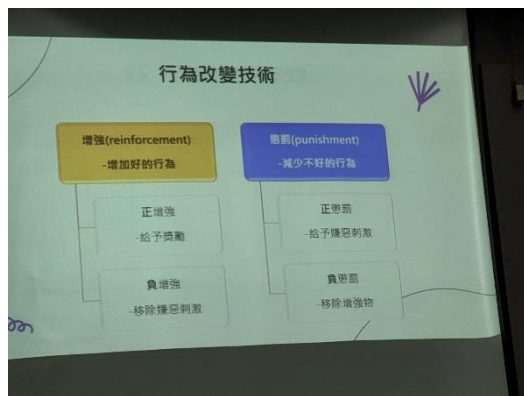 行為改變技術
增強(reinforcement)
-增加好的行為
懲罰(punishment)
-減少不好的行為
正增強
-給予獎勵
正懲罰
-給予嫌惡刺激
負增強
-移除嫌惡刺激
負懲罰
-移除增強物